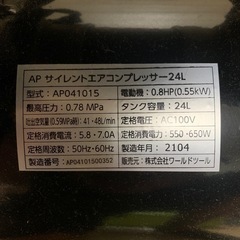 AP サイレントエアコンプレッサー24L
型式: AP041015 電動機: 0.8HP(0.55kW)
最高圧力: 0.78 MPa タンク容量: 24L
吐出空気量(0.59MPa時): 41-48L/min 定格電圧: AC100V
定格消費電流: 5.8-7.0A 定格消費電力: 550-650W
定格周波数: 50Hz·60Hz 製造年月: 2104
製造番号: AP04101500352 販売元: 株式会社ワールドツール